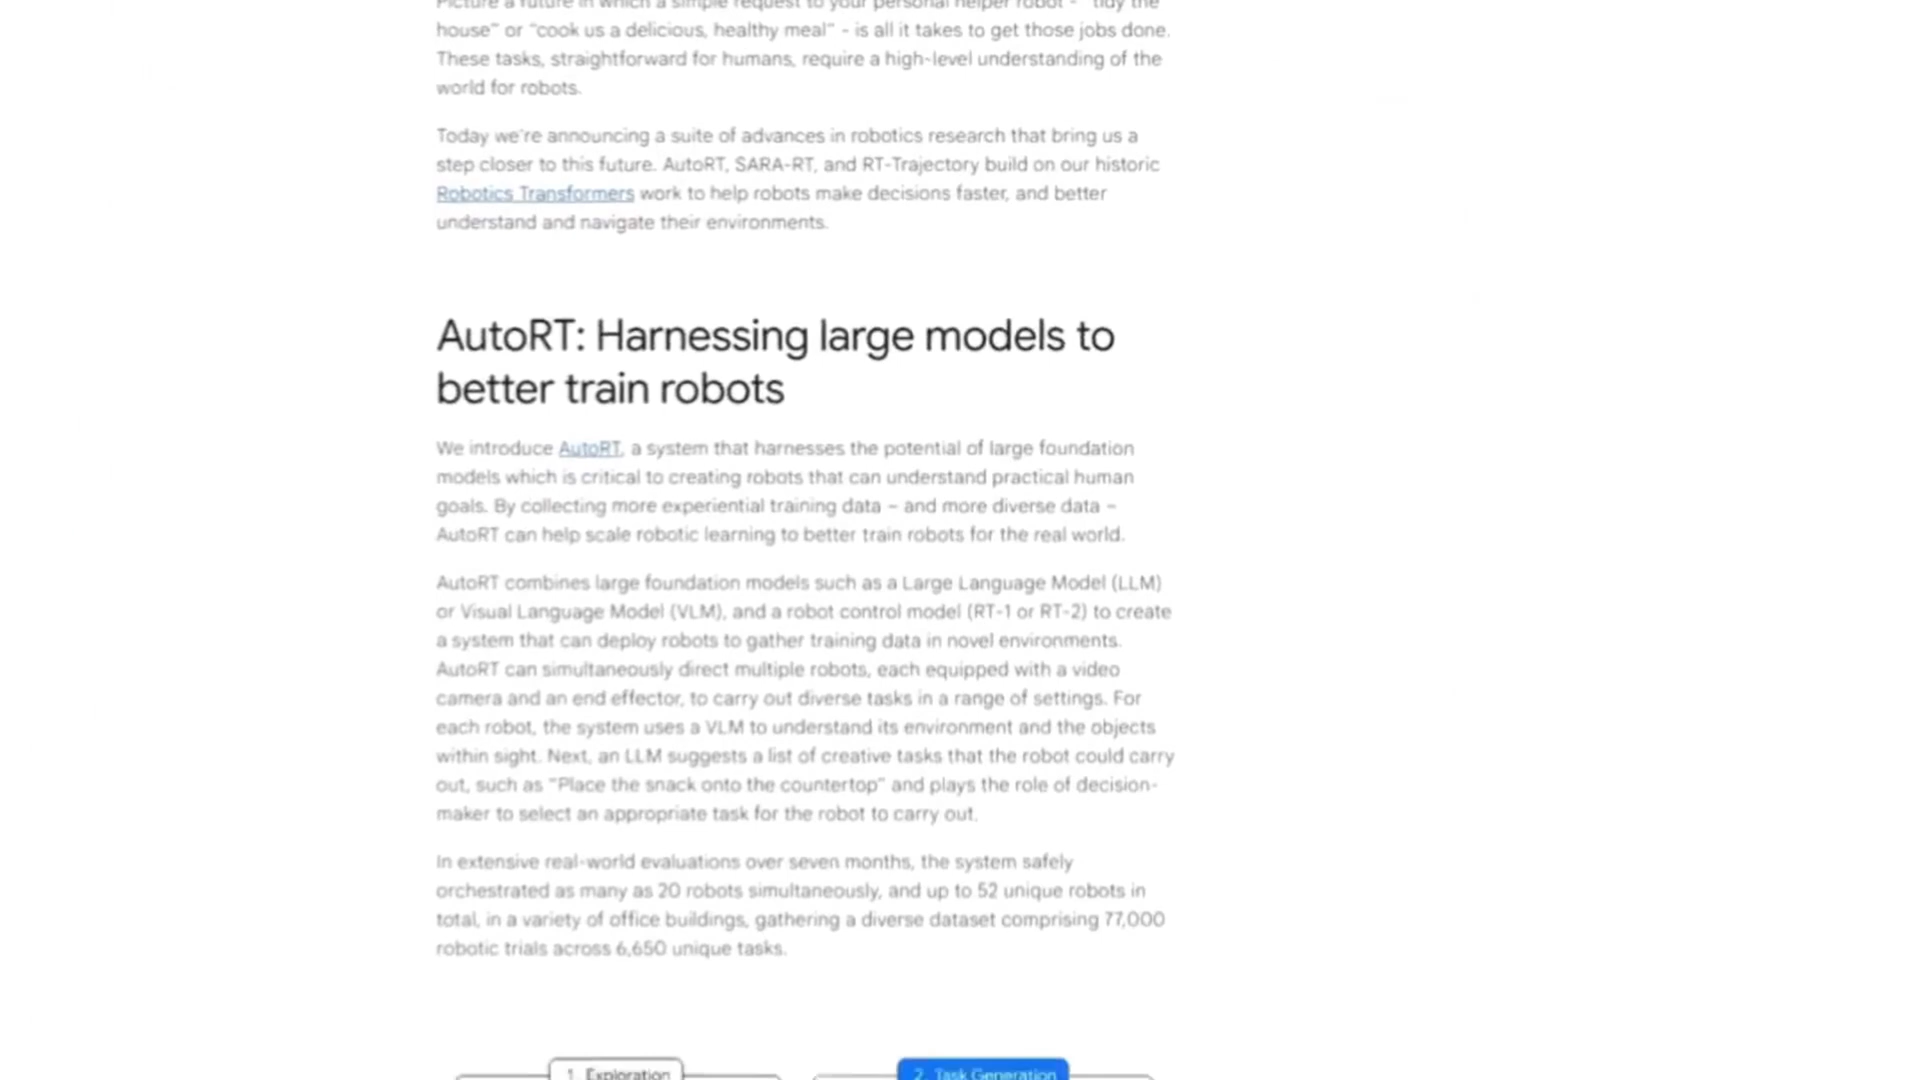 Picture a future in which a simple request to your personal helper robot - "tidy the
house" or "cook us a delicious, healthy meal" - is all it takes to get those jobs done.
These tasks, straightforward for humans, require a high-level understanding of the
world for robots.
Today we're announcing a suite of advances in robotics research that bring us a
step closer to this future. AutoRT, SARA-RT, and RT-Trajectory build on our historic
Robotics Transformers work to help robots make decisions faster, and better
understand and navigate their environments.
AutoRT: Harnessing large models to
better train robots
We introduce AutoRT, a system that harnesses the potential of large foundation
models which is critical to creating robots that can understand practical human
goals. By collecting more experiential training data – and more diverse data –
AutoRT can help scale robotic learning to better train robots for the real world.
AutoRT combines large foundation models such as a Large Language Model (LLM)
or Visual Language Model (VLM), and a robot control model (RT-1 or RT-2) to create
a system that can deploy robots to gather training data in novel environments.
AutoRT can simultaneously direct multiple robots, each equipped with a video
camera and an end effector, to carry out diverse tasks in a range of settings. For
each robot, the system uses a VLM to understand its environment and the objects
within sight. Next, an LLM suggests a list of creative tasks that the robot could carry
out, such as "Place the snack onto the countertop" and plays the role of decision-
maker to select an appropriate task for the robot to carry out.
In extensive real-world evaluations over seven months, the system safely
orchestrated as many as 20 robots simultaneously, and up to 52 unique robots in
total, in a variety of office buildings, gathering a diverse dataset comprising 77,000
robotic trials across 6,650 unique tasks.
1. Exploration
2. Task Generation